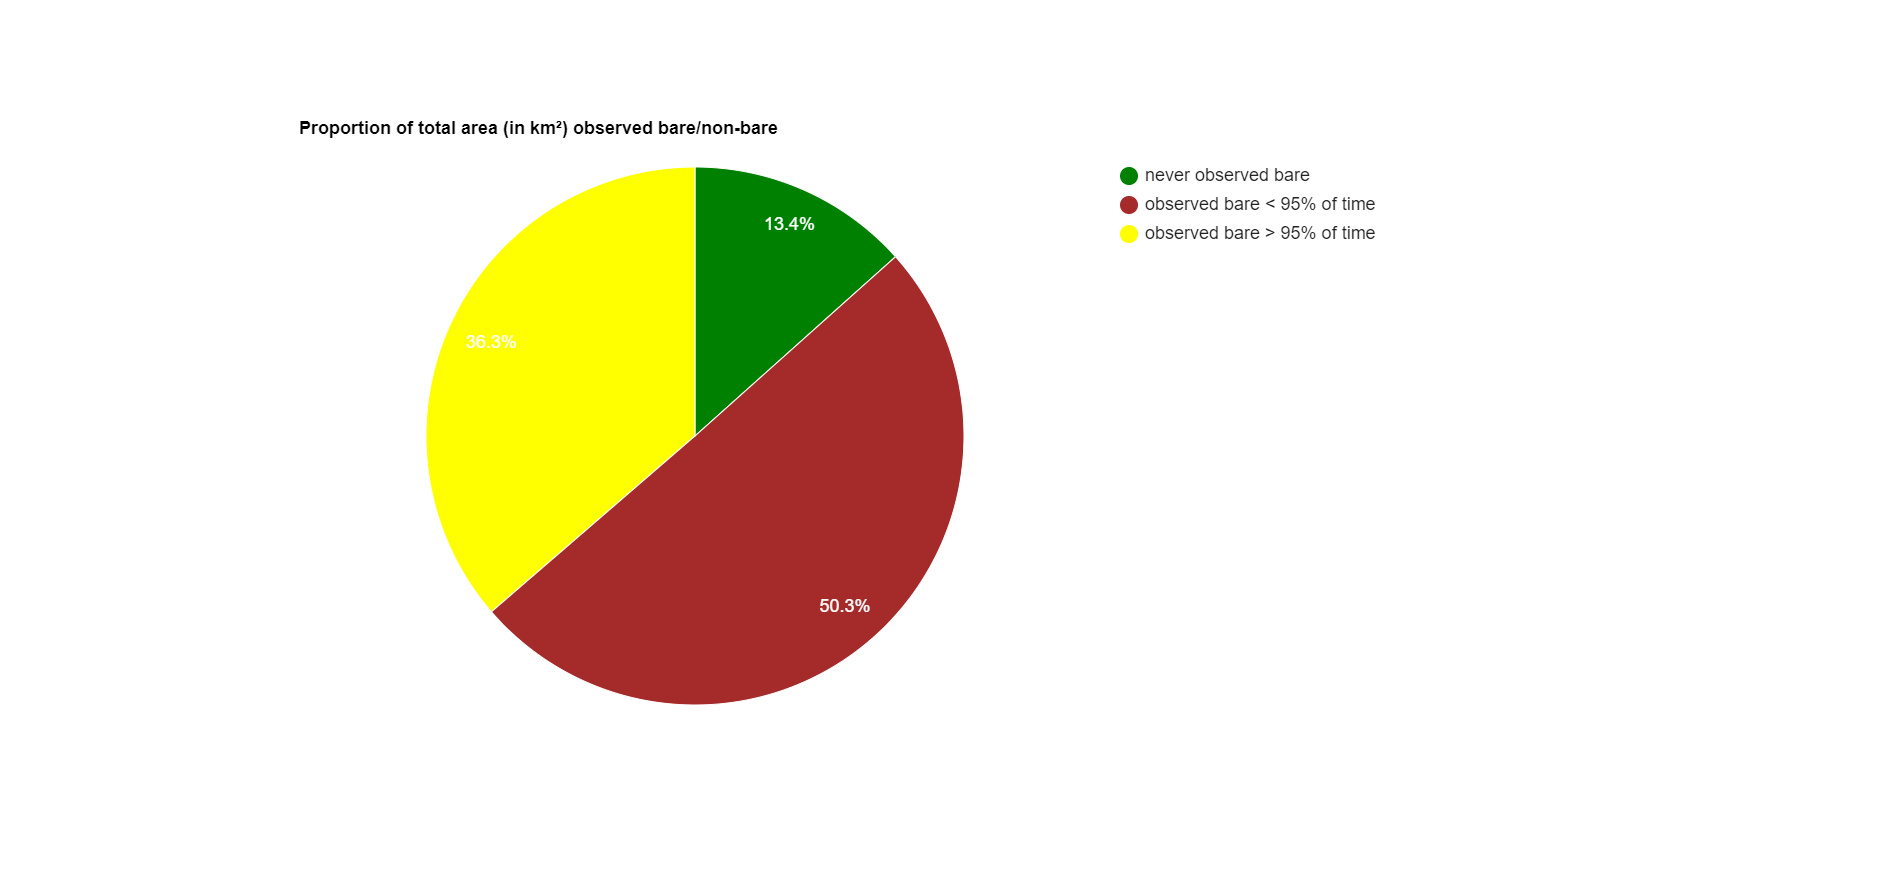 Proportion of total area (in km²) observed bare/non-bare
never observed bare
observed bare < 95% of time
observed bare > 95% of time
13.4%
36.3%
50.3%